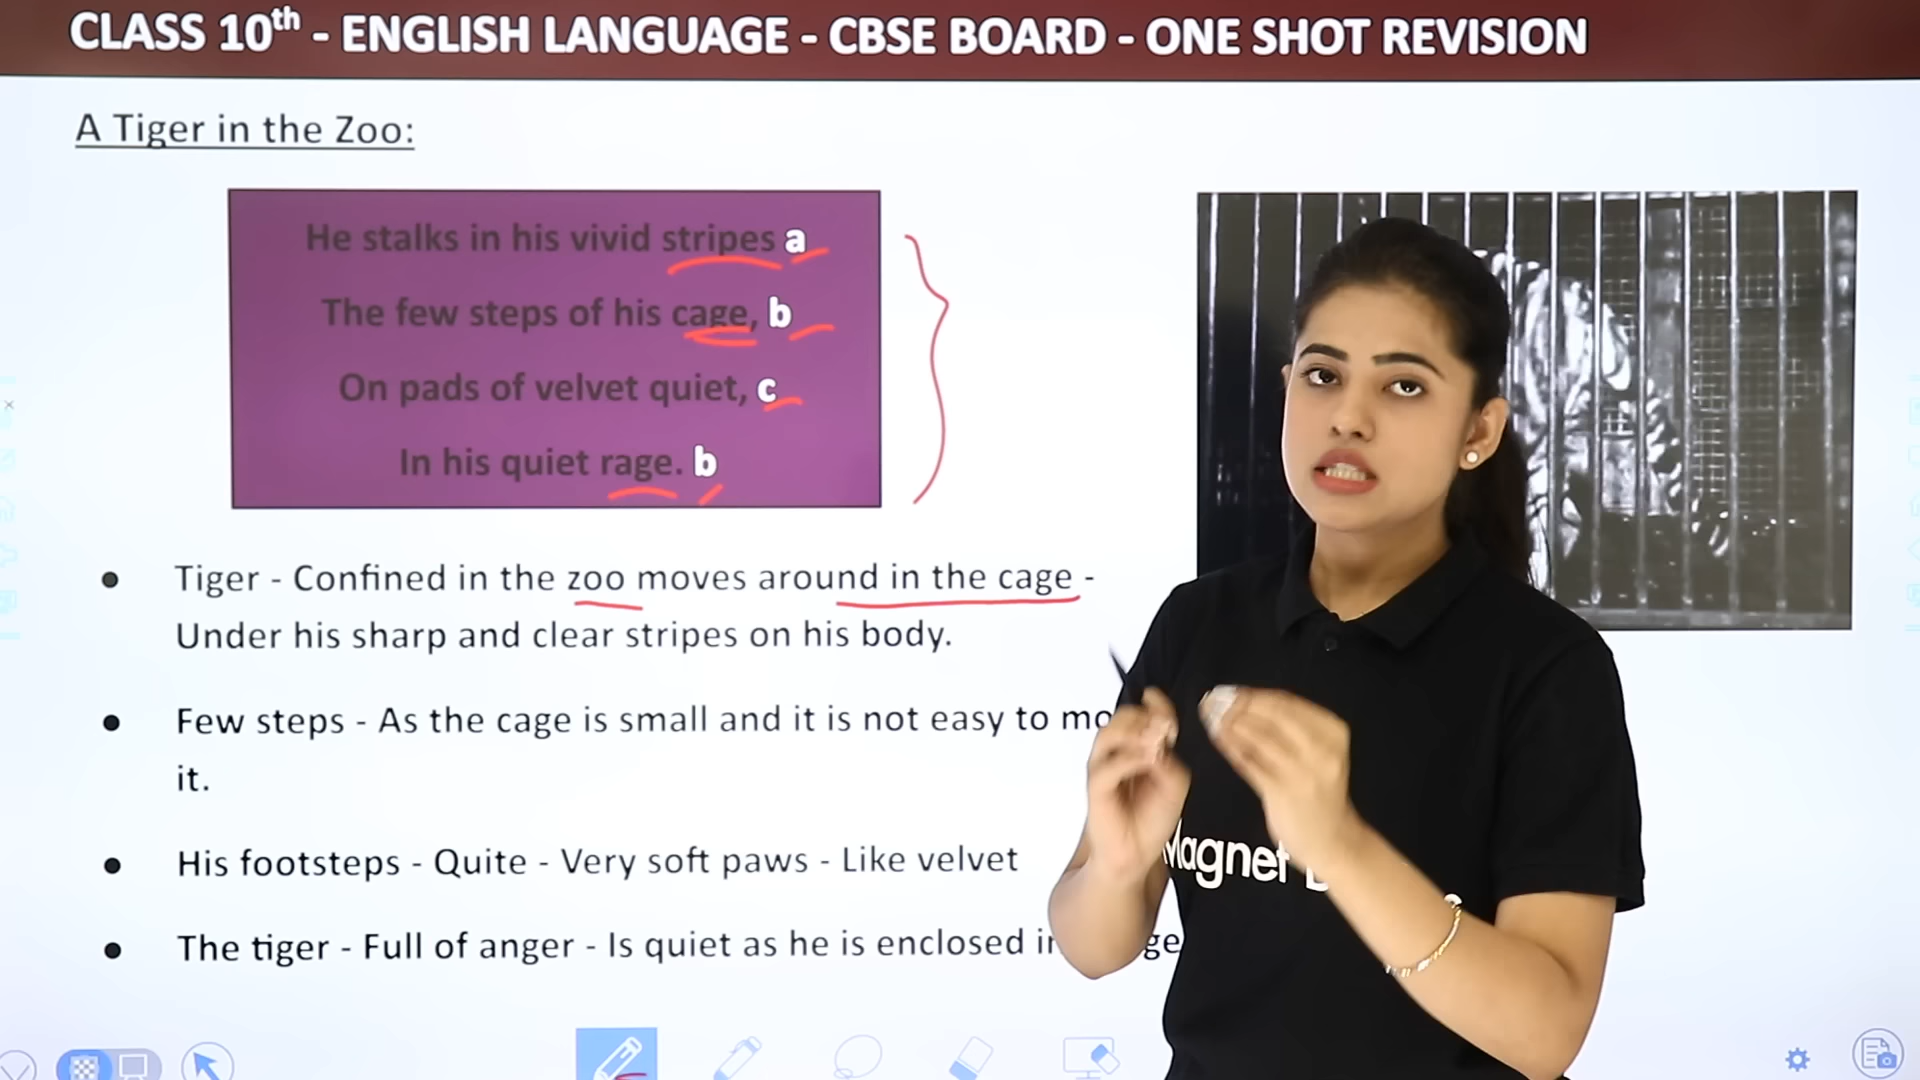 CLASS 10th - ENGLISH LANGUAGE - CBSE BOARD - ONE SHOT REVISION
A Tiger in the Zoo:
He stalks in his vivid stripes a
The few steps of his cage, b
On pads of velvet quiet, c
In his quiet rage. b
Tiger - Confined in the zoo moves around in the cage -
Under his sharp and clear stripes on his body.
Few steps - As the cage is small and it is not easy to
it.
His footsteps - Quite - Very soft paws - Like velvet
The tiger - Full of anger - Is quiet as he is enclosed
Magnet